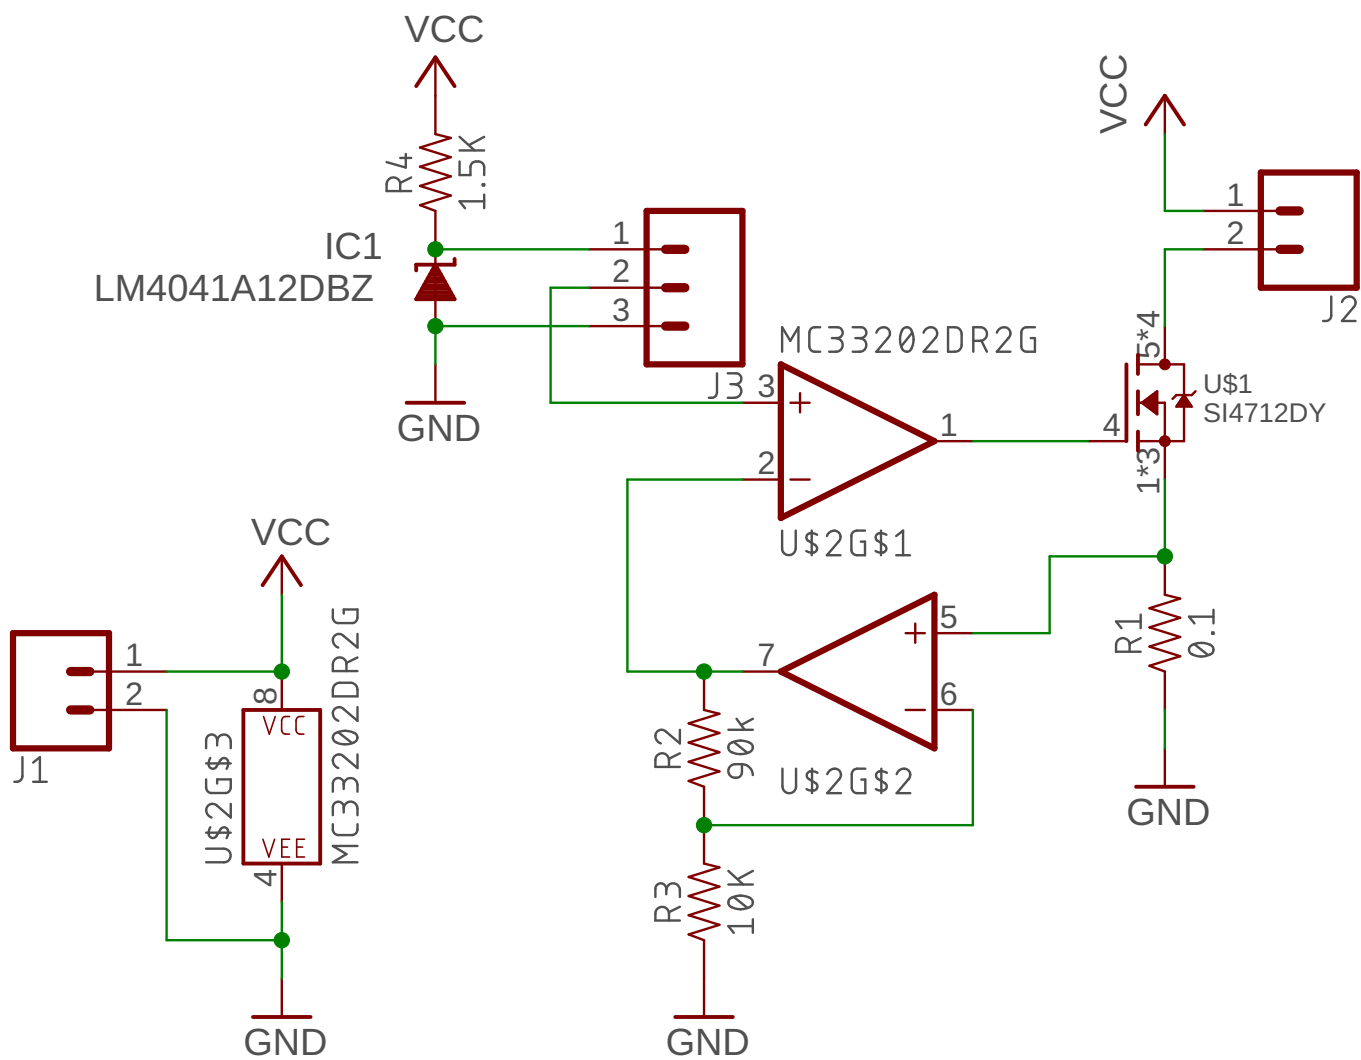 VCC
R4
1.5K
IC1
LM4041A12DBZ
GND
1
2
3
J3
VCC
1
2
J2
MC33202DR2G
3
2
1
U$2G$1
5*4
4
1*3
U$1
SI4712DY
5
6
7
U$2G$2
R1
0.1
GND
R2
90k
R3
10K
GND
VCC
1
2
J1
8
VCC
VEE
4
U$2G$3
MC33202DR2G
GND